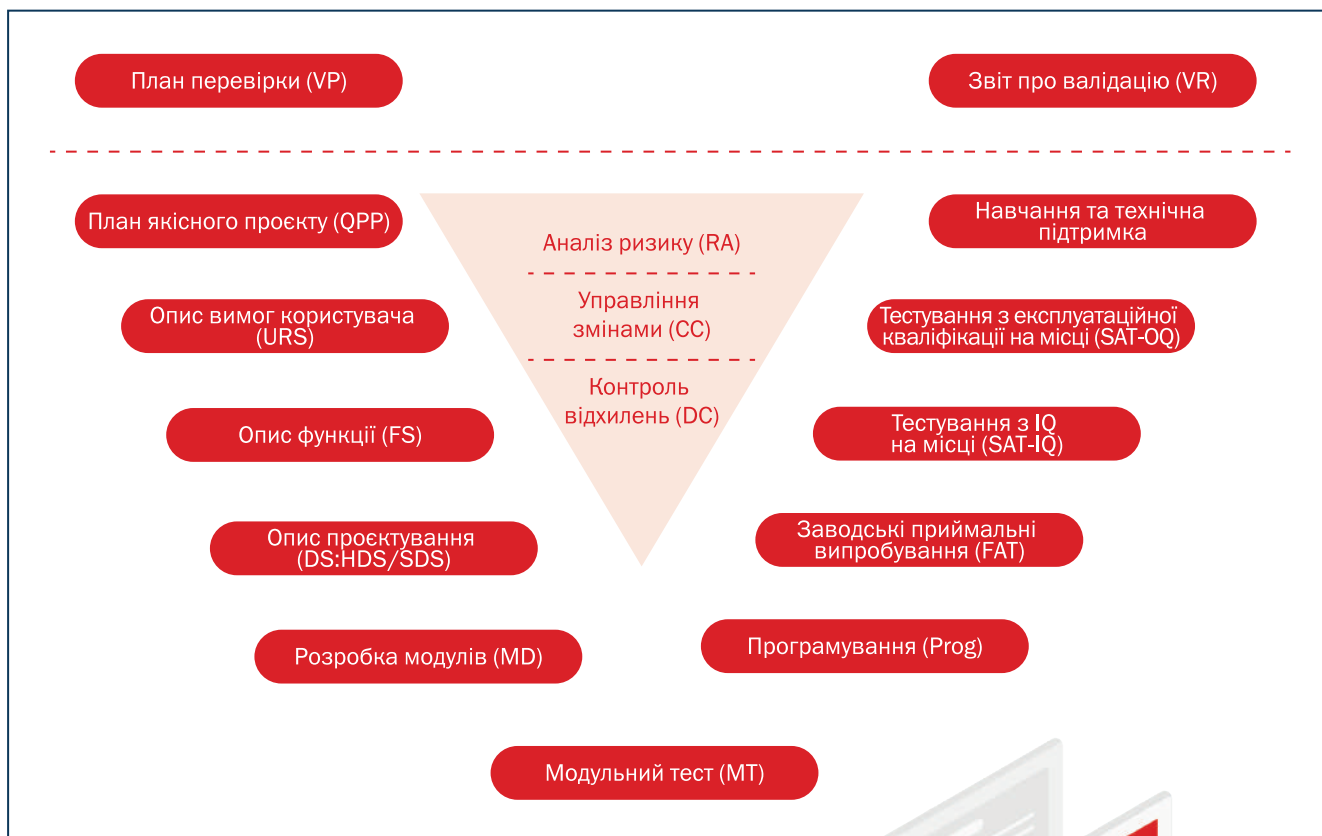 План перевірки (VP)
Звіт про валідацію (VR)
План якісного проєкту (QPP)
Аналіз ризику (RA)
Навчання та технічна
підтримка
Опис вимог користувача
(URS)
Управління
змінами (CC)
Тестування з експлуатаційної
кваліфікації на місці (SAT-OQ)
Контроль
відхилень (DC)
Опис функції (FS)
Тестування з IQ
на місці (SAT-IQ)
Опис проєктування
(DS:HDS/SDS)
Заводські приймальні
випробування (FAT)
Розробка модулів (MD)
Програмування (Prog)
Модульний тест (MT)